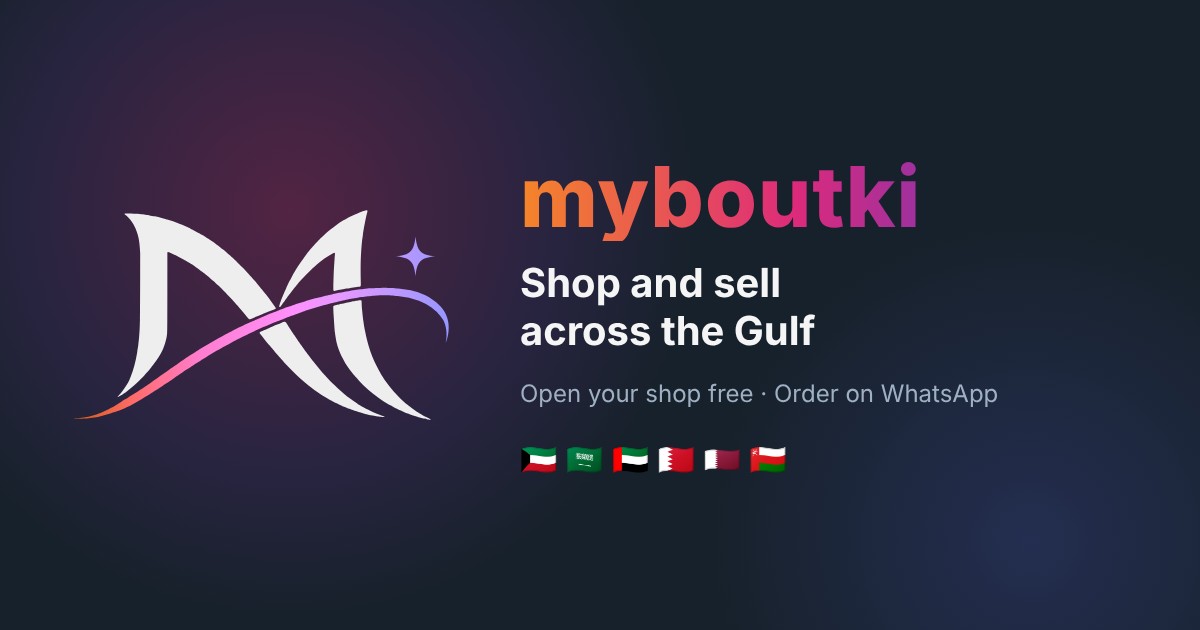 myboutki
Shop and sell
across the Gulf
Open your shop free · Order on WhatsApp